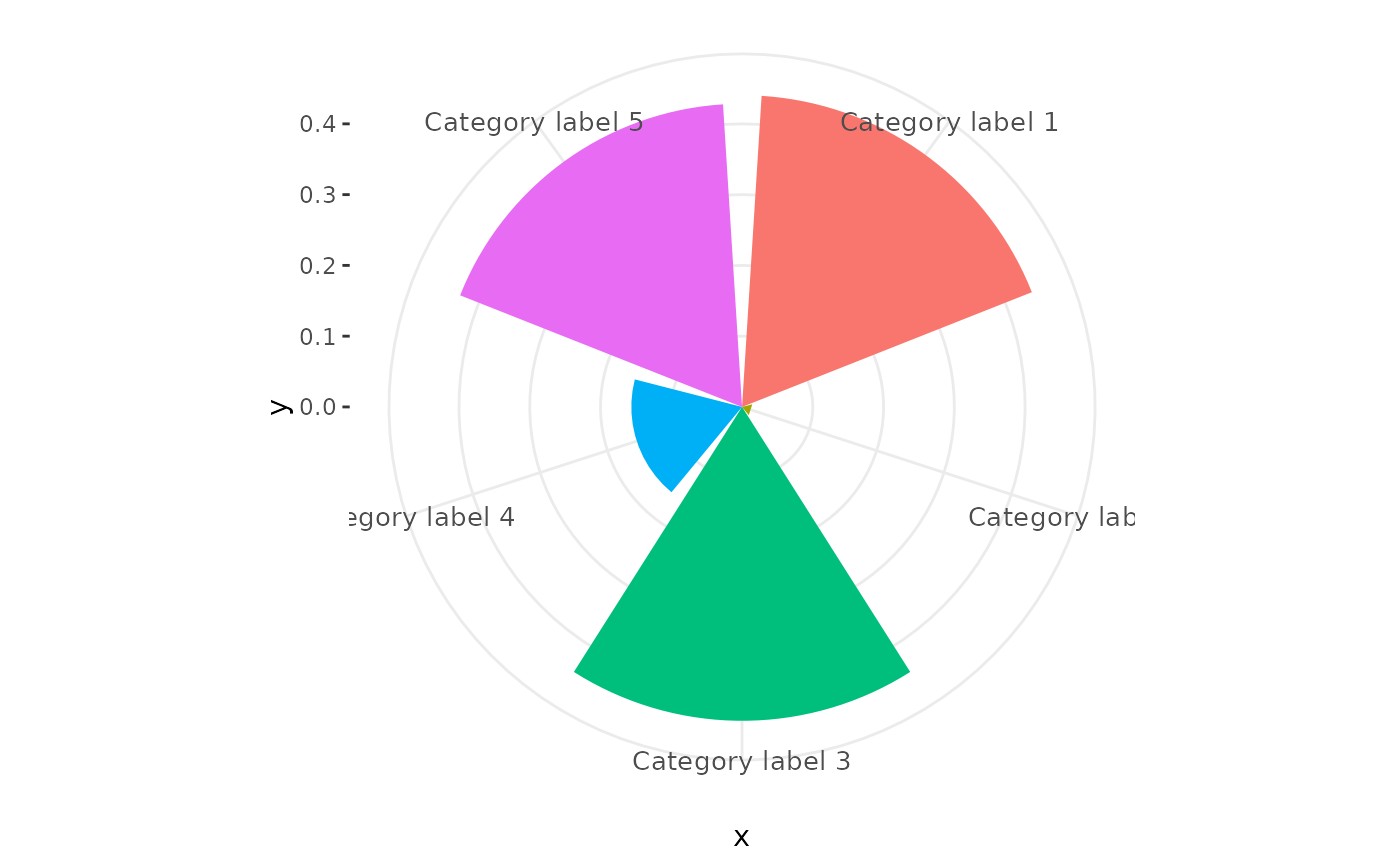 Category label 5
Category label 1
0.4
0.3
0.2
0.1
y
0.0
egory label 4
Category lab
Category label 3
x